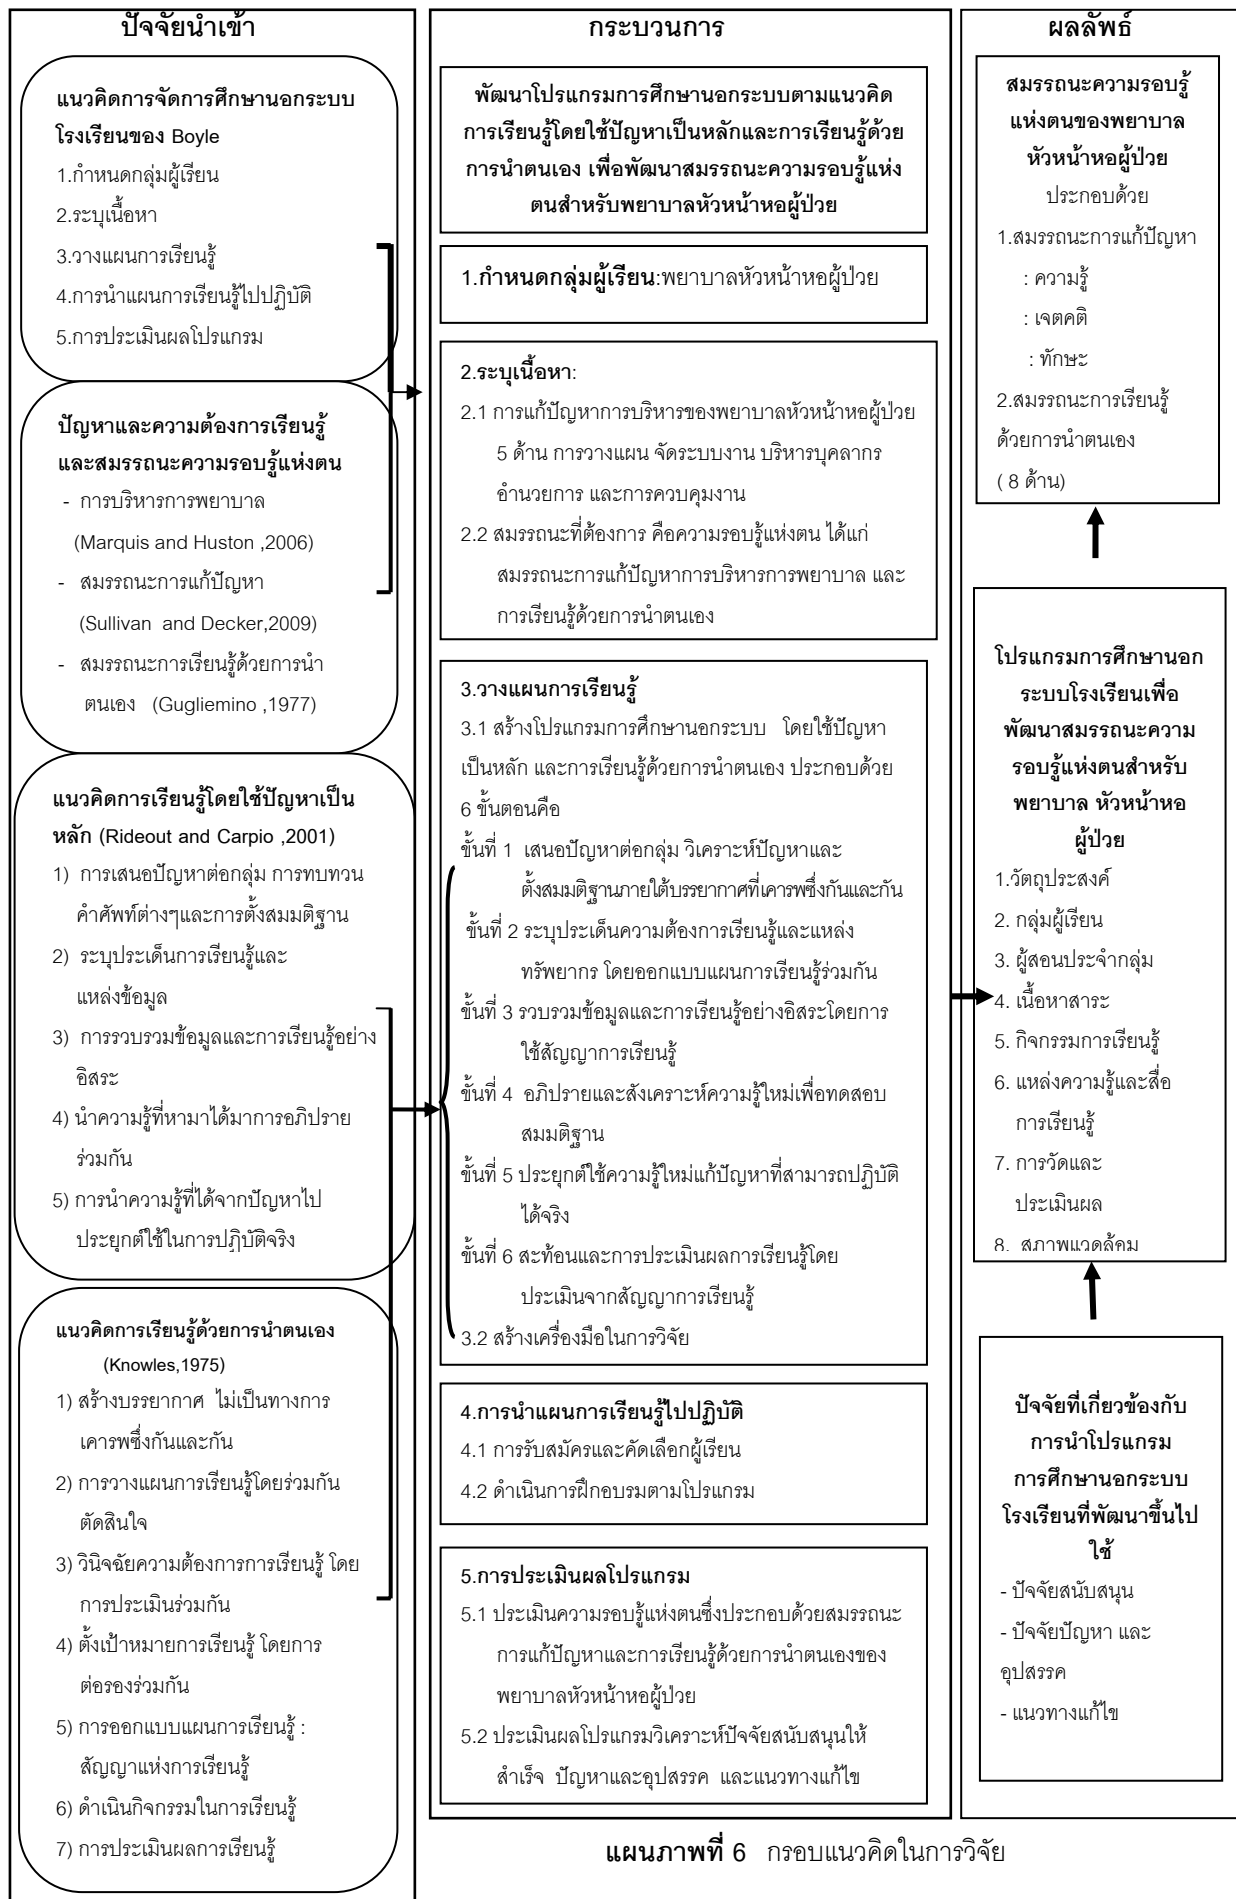 ปัจจัยนำเข้า
แนวคิดการจัดการศึกษานอกระบบ
โรงเรียนของ Boyle
1.กำหนดกลุ่มผู้เรียน
2.ระบุเนื้อหา
3.วางแผนการเรียนรู้
4.การนำแผนการเรียนรู้ไปปฏิบัติ
5.การประเมินผลโปรแกรม
ปัญหาและความต้องการเรียนรู้
และสมรรถนะความรอบรู้แห่งตน
- การบริหารการพยาบาล
(Marquis and Huston ,2006)
- สมรรถนะการแก้ปัญหา
(Sullivan and Decker,2009)
- สมรรถนะการเรียนรู้ด้วยการนำ
ตนเอง (Gugliemino ,1977)
แนวคิดการเรียนรู้โดยใช้ปัญหาเป็น
หลัก (Rideout and Carpio ,2001)
1) การเสนอปัญหาต่อกลุ่ม การทบทวน
คำศัพท์ต่างๆและการตั้งสมมติฐาน
2) ระบุประเด็นการเรียนรู้และ
แหล่งข้อมูล
3) การรวบรวมข้อมูลและการเรียนรู้อย่าง
อิสระ
4) นำความรู้ที่หามาได้มาการอภิปราย
ร่วมกัน
5) การนำความรู้ที่ได้จากปัญหาไป
ประยุกต์ใช้ในการปฏิบัติจริง
แนวคิดการเรียนรู้ด้วยการนำตนเอง
(Knowles,1975)
1) สร้างบรรยากาศ ไม่เป็นทางการ
เคารพซึ่งกันและกัน
2) การวางแผนการเรียนรู้โดยร่วมกัน
ตัดสินใจ
3) วินิจฉัยความต้องการการเรียนรู้ โดย
การประเมินร่วมกัน
4) ตั้งเป้าหมายการเรียนรู้ โดยการ
ต่อรองร่วมกัน
5) การออกแบบแผนการเรียนรู้ :
สัญญาแห่งการเรียนรู้
6) ดำเนินกิจกรรมในการเรียนรู้
7) การประเมินผลการเรียนรู้
กระบวนการ
พัฒนาโปรแกรมการศึกษานอกระบบตามแนวคิด
การเรียนรู้โดยใช้ปัญหาเป็นหลักและการเรียนรู้ด้วย
การนำตนเอง เพื่อพัฒนาสมรรถนะความรอบรู้แห่ง
ตนสำหรับพยาบาลหัวหน้าหอผู้ป่วย
1.กำหนดกลุ่มผู้เรียน:พยาบาลหัวหน้าหอผู้ป่วย
2.ระบุเนื้อหา:
2.1 การแก้ปัญหาการบริหารของพยาบาลหัวหน้าหอผู้ป่วย
5 ด้าน การวางแผน จัดระบบงาน บริหารบุคลากร
อำนวยการ และการควบคุมงาน
2.2 สมรรถนะที่ต้องการ คือความรอบรู้แห่งตน ได้แก่
สมรรถนะการแก้ปัญหาการบริหารการพยาบาล และ
การเรียนรู้ด้วยการนำตนเอง
3.วางแผนการเรียนรู้
3.1 สร้างโปรแกรมการศึกษานอกระบบ โดยใช้ปัญหา
เป็นหลัก และการเรียนรู้ด้วยการนำตนเอง ประกอบด้วย
6 ขั้นตอนคือ
ขั้นที่ 1 เสนอปัญหาต่อกลุ่ม วิเคราะห์ปัญหาและ
ตั้งสมมติฐานภายใต้บรรยากาศที่เคารพซึ่งกันและกัน
ขั้นที่ 2 ระบุประเด็นความต้องการเรียนรู้และแหล่ง
ทรัพยากร โดยออกแบบแผนการเรียนรู้ร่วมกัน
ขั้นที่ 3 รวบรวมข้อมูลและการเรียนรู้อย่างอิสระโดยการ
ใช้สัญญาการเรียนรู้
ขั้นที่ 4 อภิปรายและสังเคราะห์ความรู้ใหม่เพื่อทดสอบ
สมมติฐาน
ขั้นที่ 5 ประยุกต์ใช้ความรู้ใหม่แก้ปัญหาที่สามารถปฏิบัติ
ได้จริง
ขั้นที่ 6 สะท้อนและการประเมินผลการเรียนรู้โดย
ประเมินจากสัญญาการเรียนรู้
3.2 สร้างเครื่องมือในการวิจัย
4.การนำแผนการเรียนรู้ไปปฏิบัติ
4.1 การรับสมัครและคัดเลือกผู้เรียน
4.2 ดำเนินการฝึกอบรมตามโปรแกรม
5.การประเมินผลโปรแกรม
5.1 ประเมินความรอบรู้แห่งตนซึ่งประกอบด้วยสมรรถนะ
การแก้ปัญหาและการเรียนรู้ด้วยการนำตนเองของ
พยาบาลหัวหน้าหอผู้ป่วย
5.2 ประเมินผลโปรแกรมวิเคราะห์ปัจจัยสนับสนุนให้
สำเร็จ ปัญหาและอุปสรรค และแนวทางแก้ไข
ผลลัพธ์
สมรรถนะความรอบรู้
แห่งตนของพยาบาล
หัวหน้าหอผู้ป่วย
ประกอบด้วย
1.สมรรถนะการแก้ปัญหา
: ความรู้
: เจตคติ
: ทักษะ
2.สมรรถนะการเรียนรู้
ด้วยการนำตนเอง
( 8 ด้าน)
โปรแกรมการศึกษานอก
ระบบโรงเรียนเพื่อ
พัฒนาสมรรถนะความ
รอบรู้แห่งตนสำหรับ
พยาบาล หัวหน้าหอ
ผู้ป่วย
1.วัตถุประสงค์
2. กลุ่มผู้เรียน
3. ผู้สอนประจำกลุ่ม
4. เนื้อหาสาระ
5. กิจกรรมการเรียนรู้
6. แหล่งความรู้และสื่อ
การเรียนรู้
7. การวัดและ
ประเมินผล
8. สภาพแวดล้อม
ปัจจัยที่เกี่ยวข้องกับ
การนำโปรแกรม
การศึกษานอกระบบ
โรงเรียนที่พัฒนาขึ้นไป
ใช้
- ปัจจัยสนับสนุน
- ปัจจัยปัญหา และ
อุปสรรค
- แนวทางแก้ไข
แผนภาพที่ 6 กรอบแนวคิดในการวิจัย